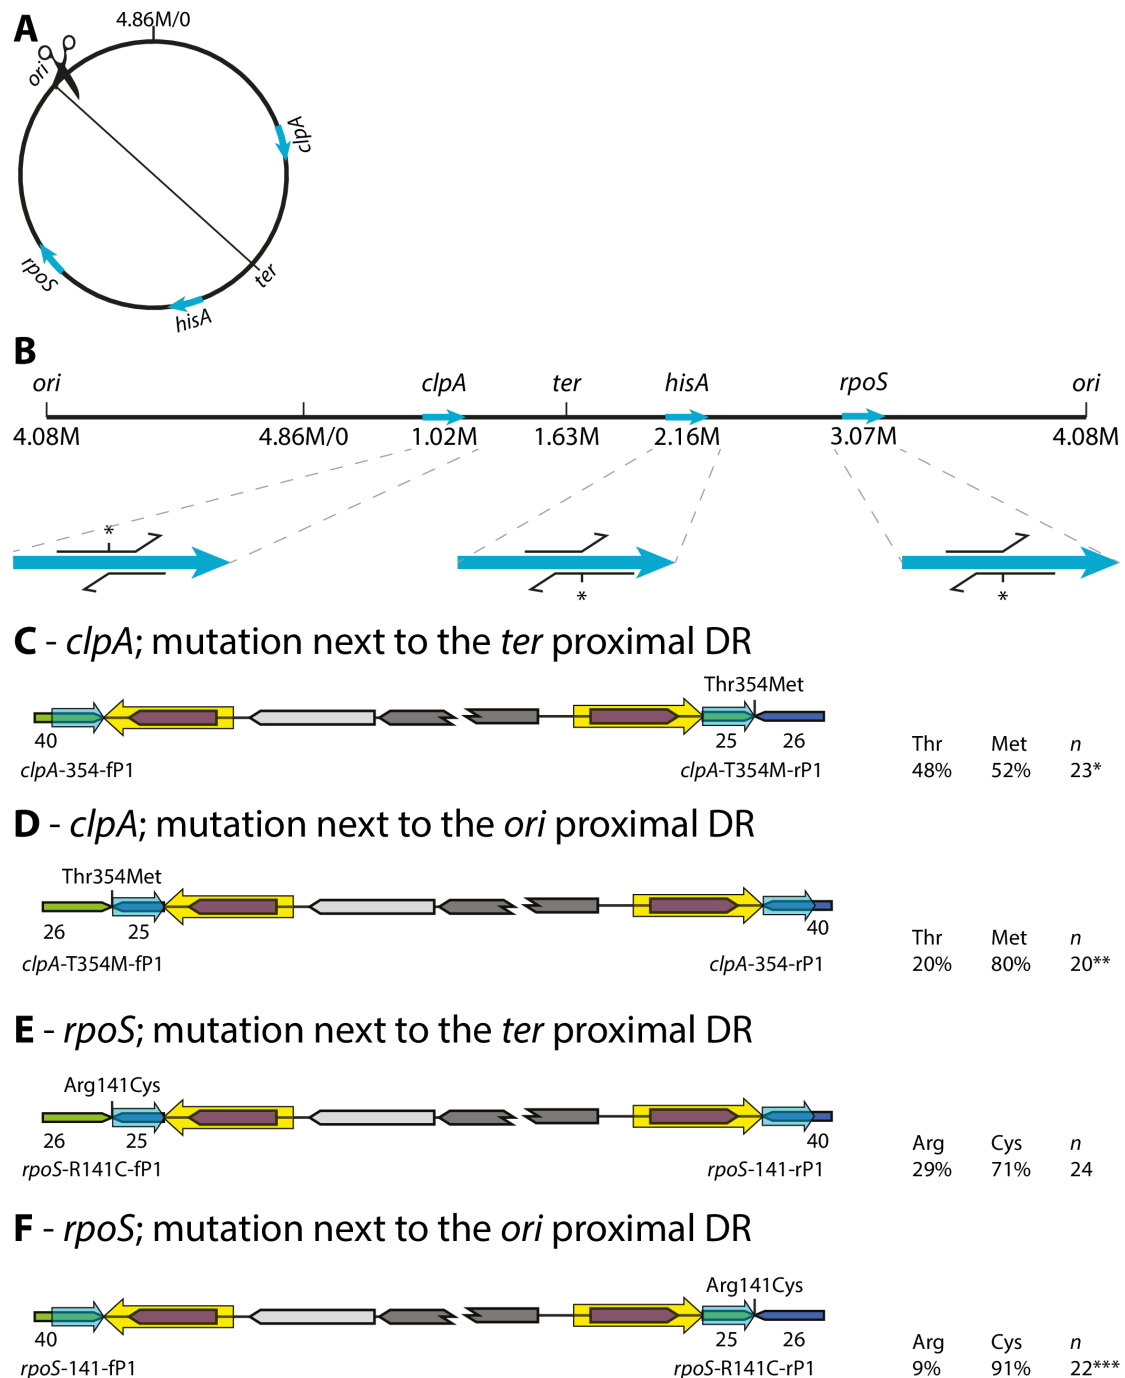 A
4.86M/0
ori
clpA
rpoS
ter
hisA
B
ori clpA ter hisA rpoS ori
4.08M 4.86M/0 1.02M 1.63M 2.16M 3.07M 4.08M
*
* *
C - clpA; mutation next to the ter proximal DR
Thr354Met
40 25 26
clpA-354-fP1 clpA-T354M-rP1
Thr Met n
48% 52% 23*
D - clpA; mutation next to the ori proximal DR
Thr354Met
26 25 40
clpA-T354M-fP1 clpA-354-rP1
Thr Met n
20% 80% 20**
E - rpoS; mutation next to the ter proximal DR
Arg141Cys
26 25 40
rpoS-R141C-fP1 rpoS-141-rP1
Arg Cys n
29% 71% 24
F - rpoS; mutation next to the ori proximal DR
Arg141Cys
40 25 26
rpoS-141-fP1 rpoS-R141C-rP1
Arg Cys n
9% 91% 22***